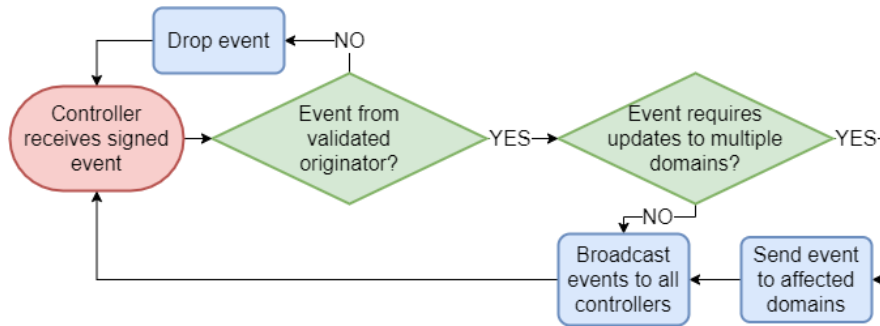 Drop event
NO
Controller
receives signed
event
Event from
validated
originator?
YES
Event requires
updates to multiple
domains?
YES
NO
Broadcast
events to all
controllers
Send event
to affected
domains